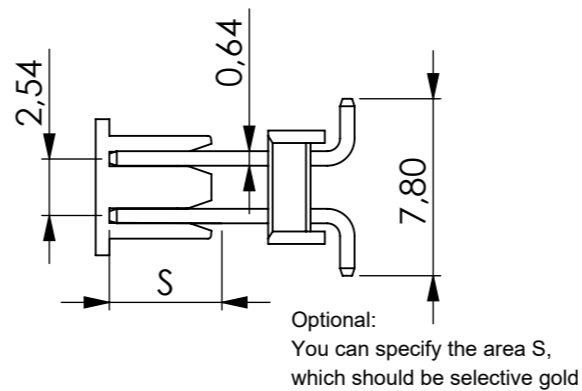 0,64
2,54
7,80
S
Optional:
You can specify the area S,
which should be selective gold